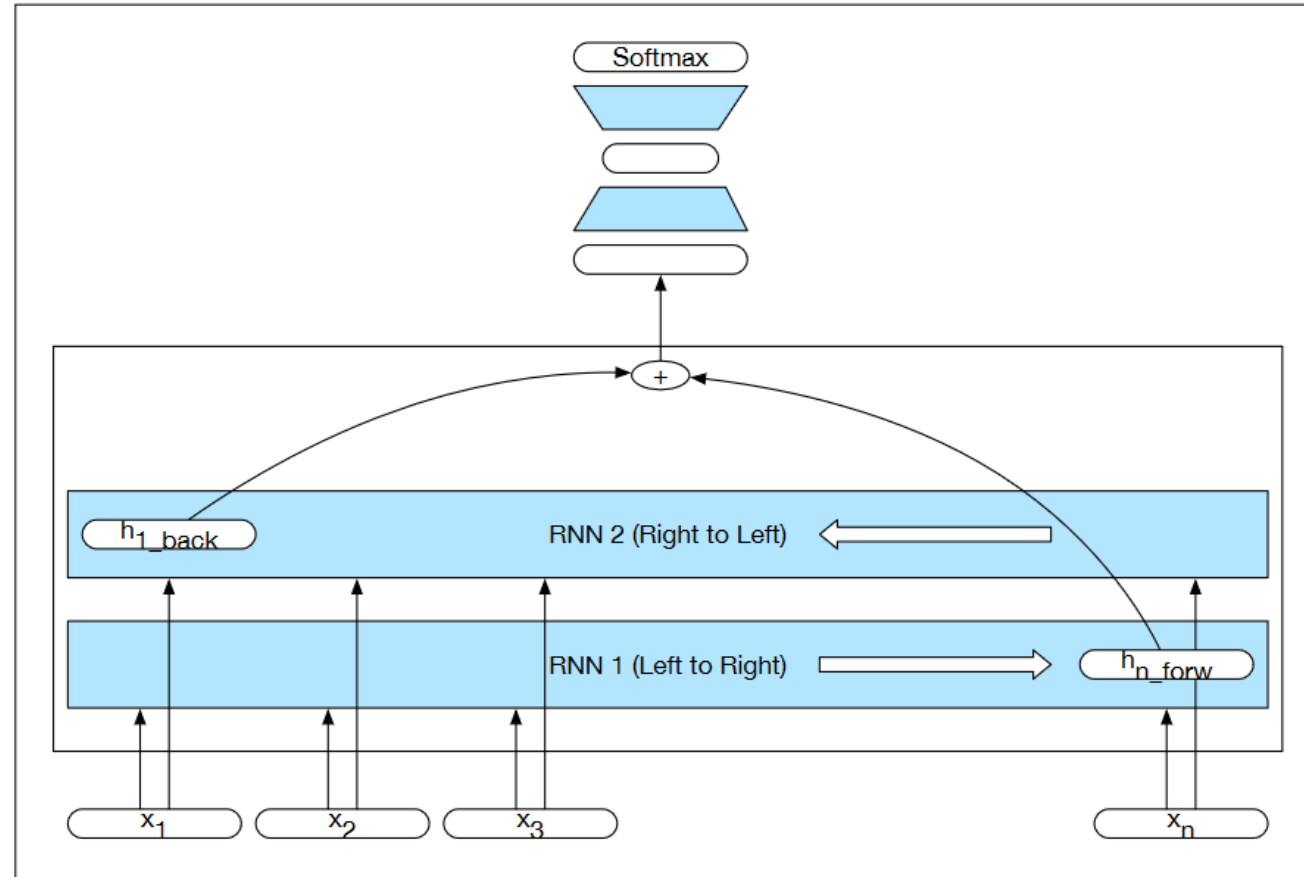 Softmax
+
h1_back
RNN 2 (Right to Left)
RNN 1 (Left to Right)
hn_forw
x1
x2
x3
xn